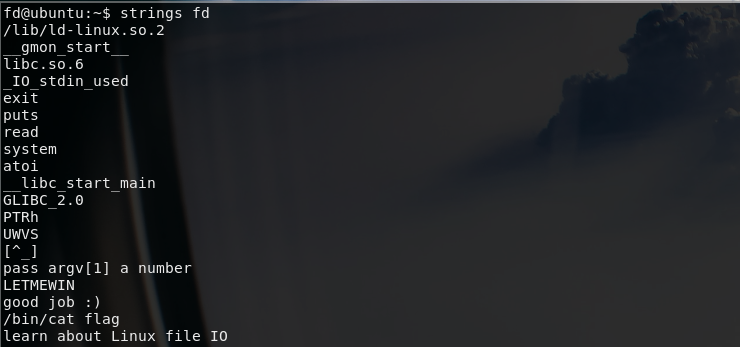 fd@ubuntu:~$ strings fd
/lib/ld-linux.so.2
__gmon_start__
libc.so.6
_IO_stdin_used
exit
puts
read
system
atoi
__libc_start_main
GLIBC_2.0
PTRh
UWVS
[^_]
pass argv[1] a number
LETMEWIN
good job :)
/bin/cat flag
learn about Linux file IO